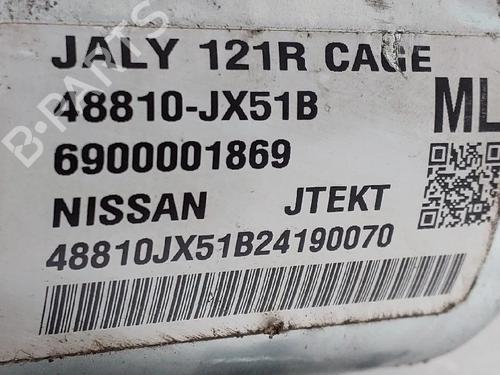 JALY 121R CAGE
48810-JX51B
ML
6900001869
NISSAN JTEKT
48810JX51B24190070
B-PARTS